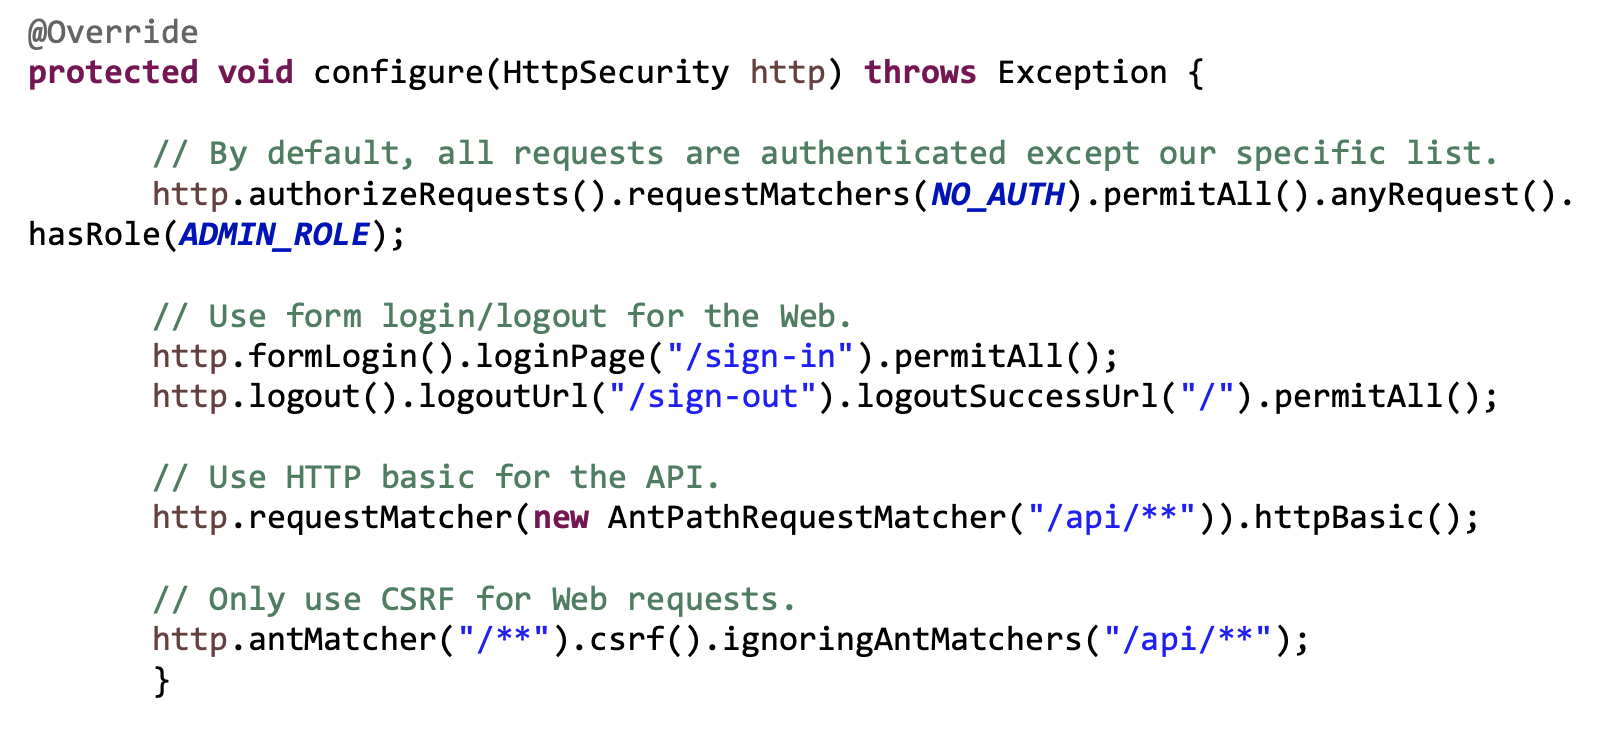 @Override
protected void configure(HttpSecurity http) throws Exception {
// By default, all requests are authenticated except our specific list.
http.authorizeRequests().requestMatchers(NO_AUTH).permitAll().anyRequest().
hasRole(ADMIN_ROLE);
// Use form login/logout for the Web.
http.formLogin().loginPage("/sign-in").permitAll();
http.logout().logoutUrl("/sign-out").logoutSuccessUrl("/").permitAll();
// Use HTTP basic for the API.
http.requestMatcher(new AntPathRequestMatcher("/api/**")).httpBasic();
// Only use CSRF for Web requests.
http.antMatcher("/**").csrf().ignoringAntMatchers("/api/**");
}